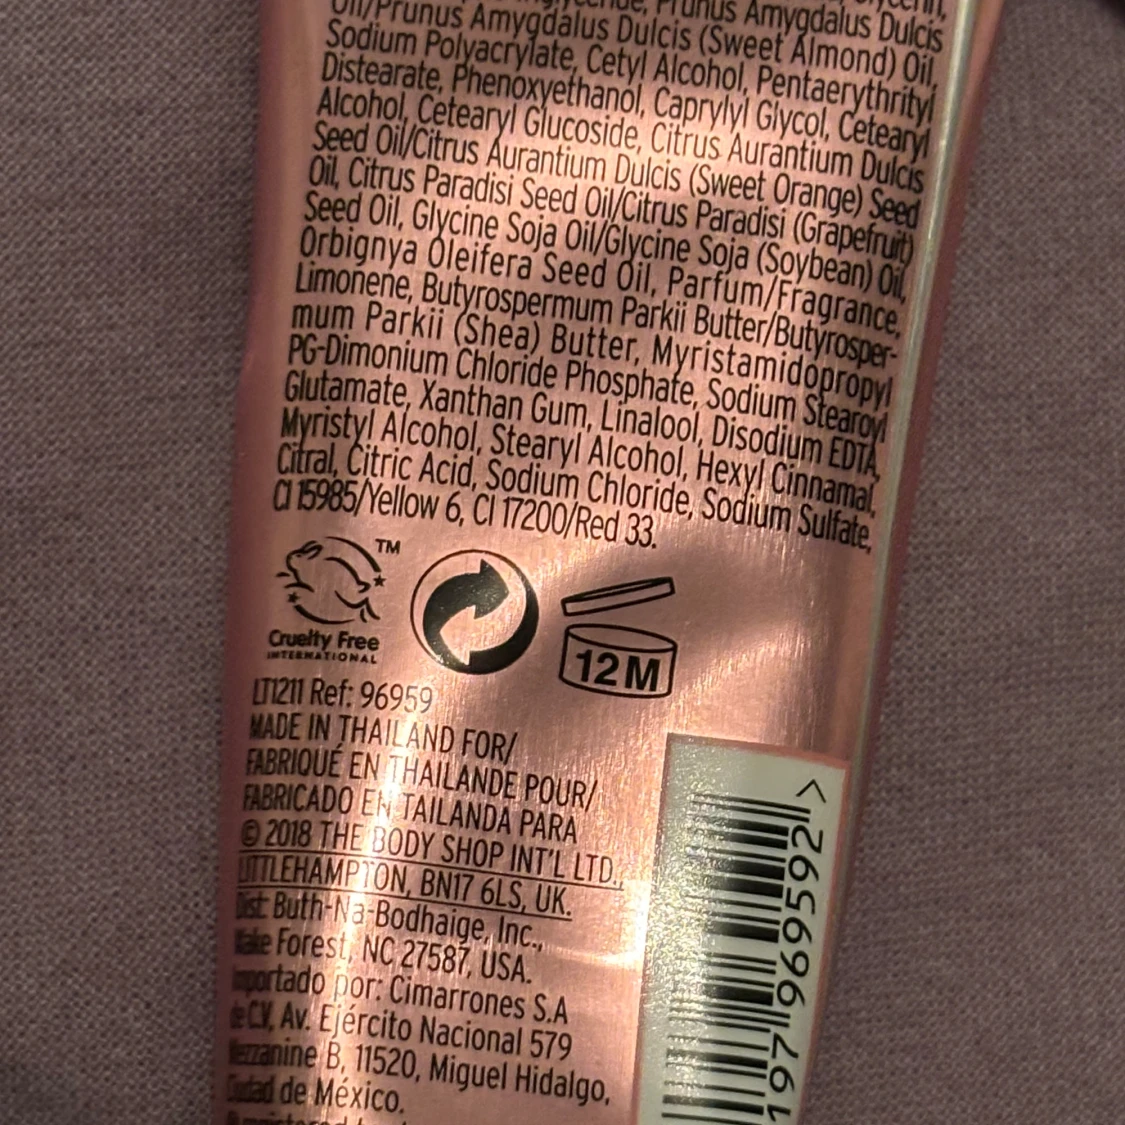 Glycerin,
Prunus Amygdalus Dulcis
Oil/Prunus Amygdalus Dulcis (Sweet Almond) Oil,
Sodium Polyacrylate, Cetyl Alcohol, Pentaerythrityl
Distearate, Phenoxyethanol, Caprylyl Glycol, Cetearyl
Alcohol, Cetearyl Glucoside, Citrus Aurantium Dulcis
Seed Oil/Citrus Aurantium Dulcis (Sweet Orange) Seed
Oil, Citrus Paradisi Seed Oil/Citrus Paradisi (Grapefruit)
Seed Oil, Glycine Soja Oil/Glycine Soja (Soybean) Oil,
Orbignya Oleifera Seed Oil, Parfum/Fragrance,
Limonene, Butyrospermum Parkii Butter/Butyrosper-
mum Parkii (Shea) Butter, Myristamidopropyl
PG-Dimonium Chloride Phosphate, Sodium Stearoyl
Glutamate, Xanthan Gum, Linalool, Disodium EDTA,
Myristyl Alcohol, Stearyl Alcohol, Hexyl Cinnamal,
Citral, Citric Acid, Sodium Chloride, Sodium Sulfate,
CI 15985/Yellow 6, CI 17200/Red 33.
TM
Cruelty Free
INTERNATIONAL
12M
LT1211 Ref: 96959
MADE IN THAILAND FOR/
FABRIQUÉ EN THAILANDE POUR/
FABRICADO EN TAILANDA PARA
© 2018 THE BODY SHOP INT'L LTD.,
LITTLEHAMPTON, BN17 6LS, UK.
Dist: Buth-Na-Bodhaige, Inc.,
Wake Forest, NC 27587, USA.
Importado por: Cimarrones S.A
de C.V, Av. Ejército Nacional 579
Mezzanine B, 11520, Miguel Hidalgo,
Ciudad de México.
197 969592 >